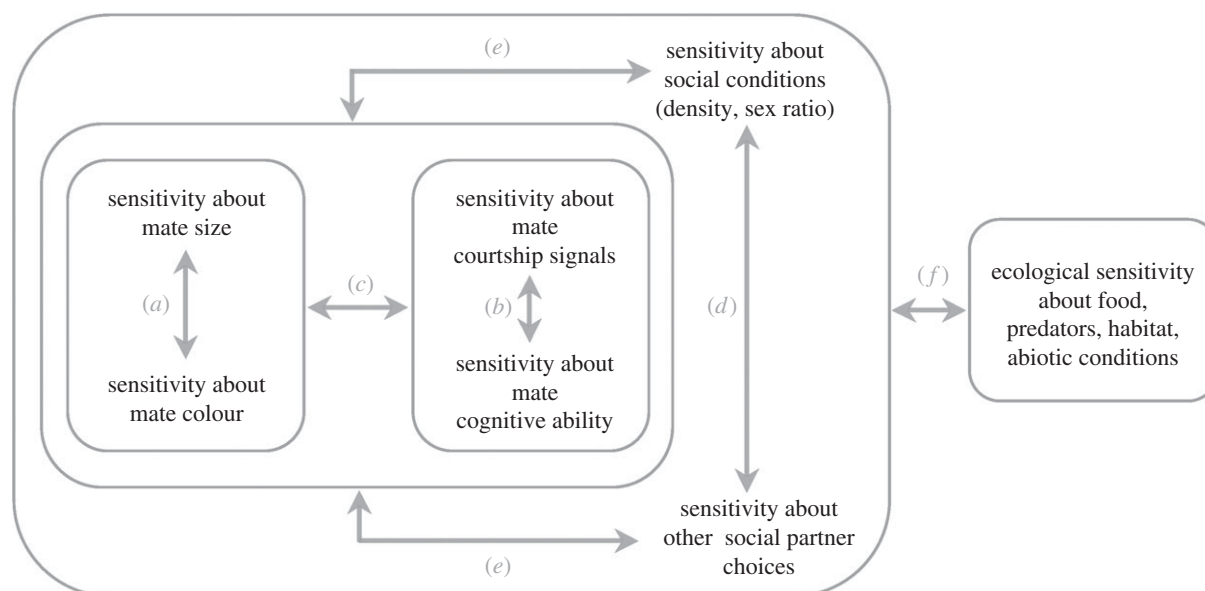 (e)
sensitivity about
social conditions
(density, sex ratio)
sensitivity about
mate size
(a)
sensitivity about
mate colour
(c)
sensitivity about
mate
courtship signals
(b)
sensitivity about
mate
cognitive ability
(d)
(f)
ecological sensitivity
about food,
predators, habitat,
abiotic conditions
sensitivity about
other social partner
choices
(e)